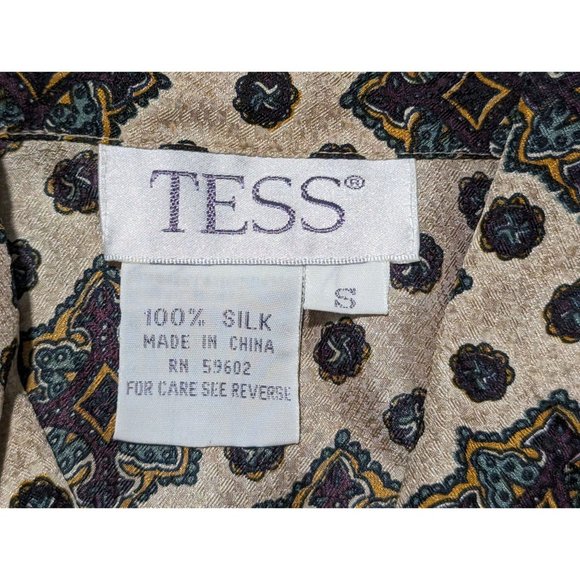 TESS®
S
100% SILK
MADE IN CHINA
RN 59602
FOR CARE SEE REVERSE